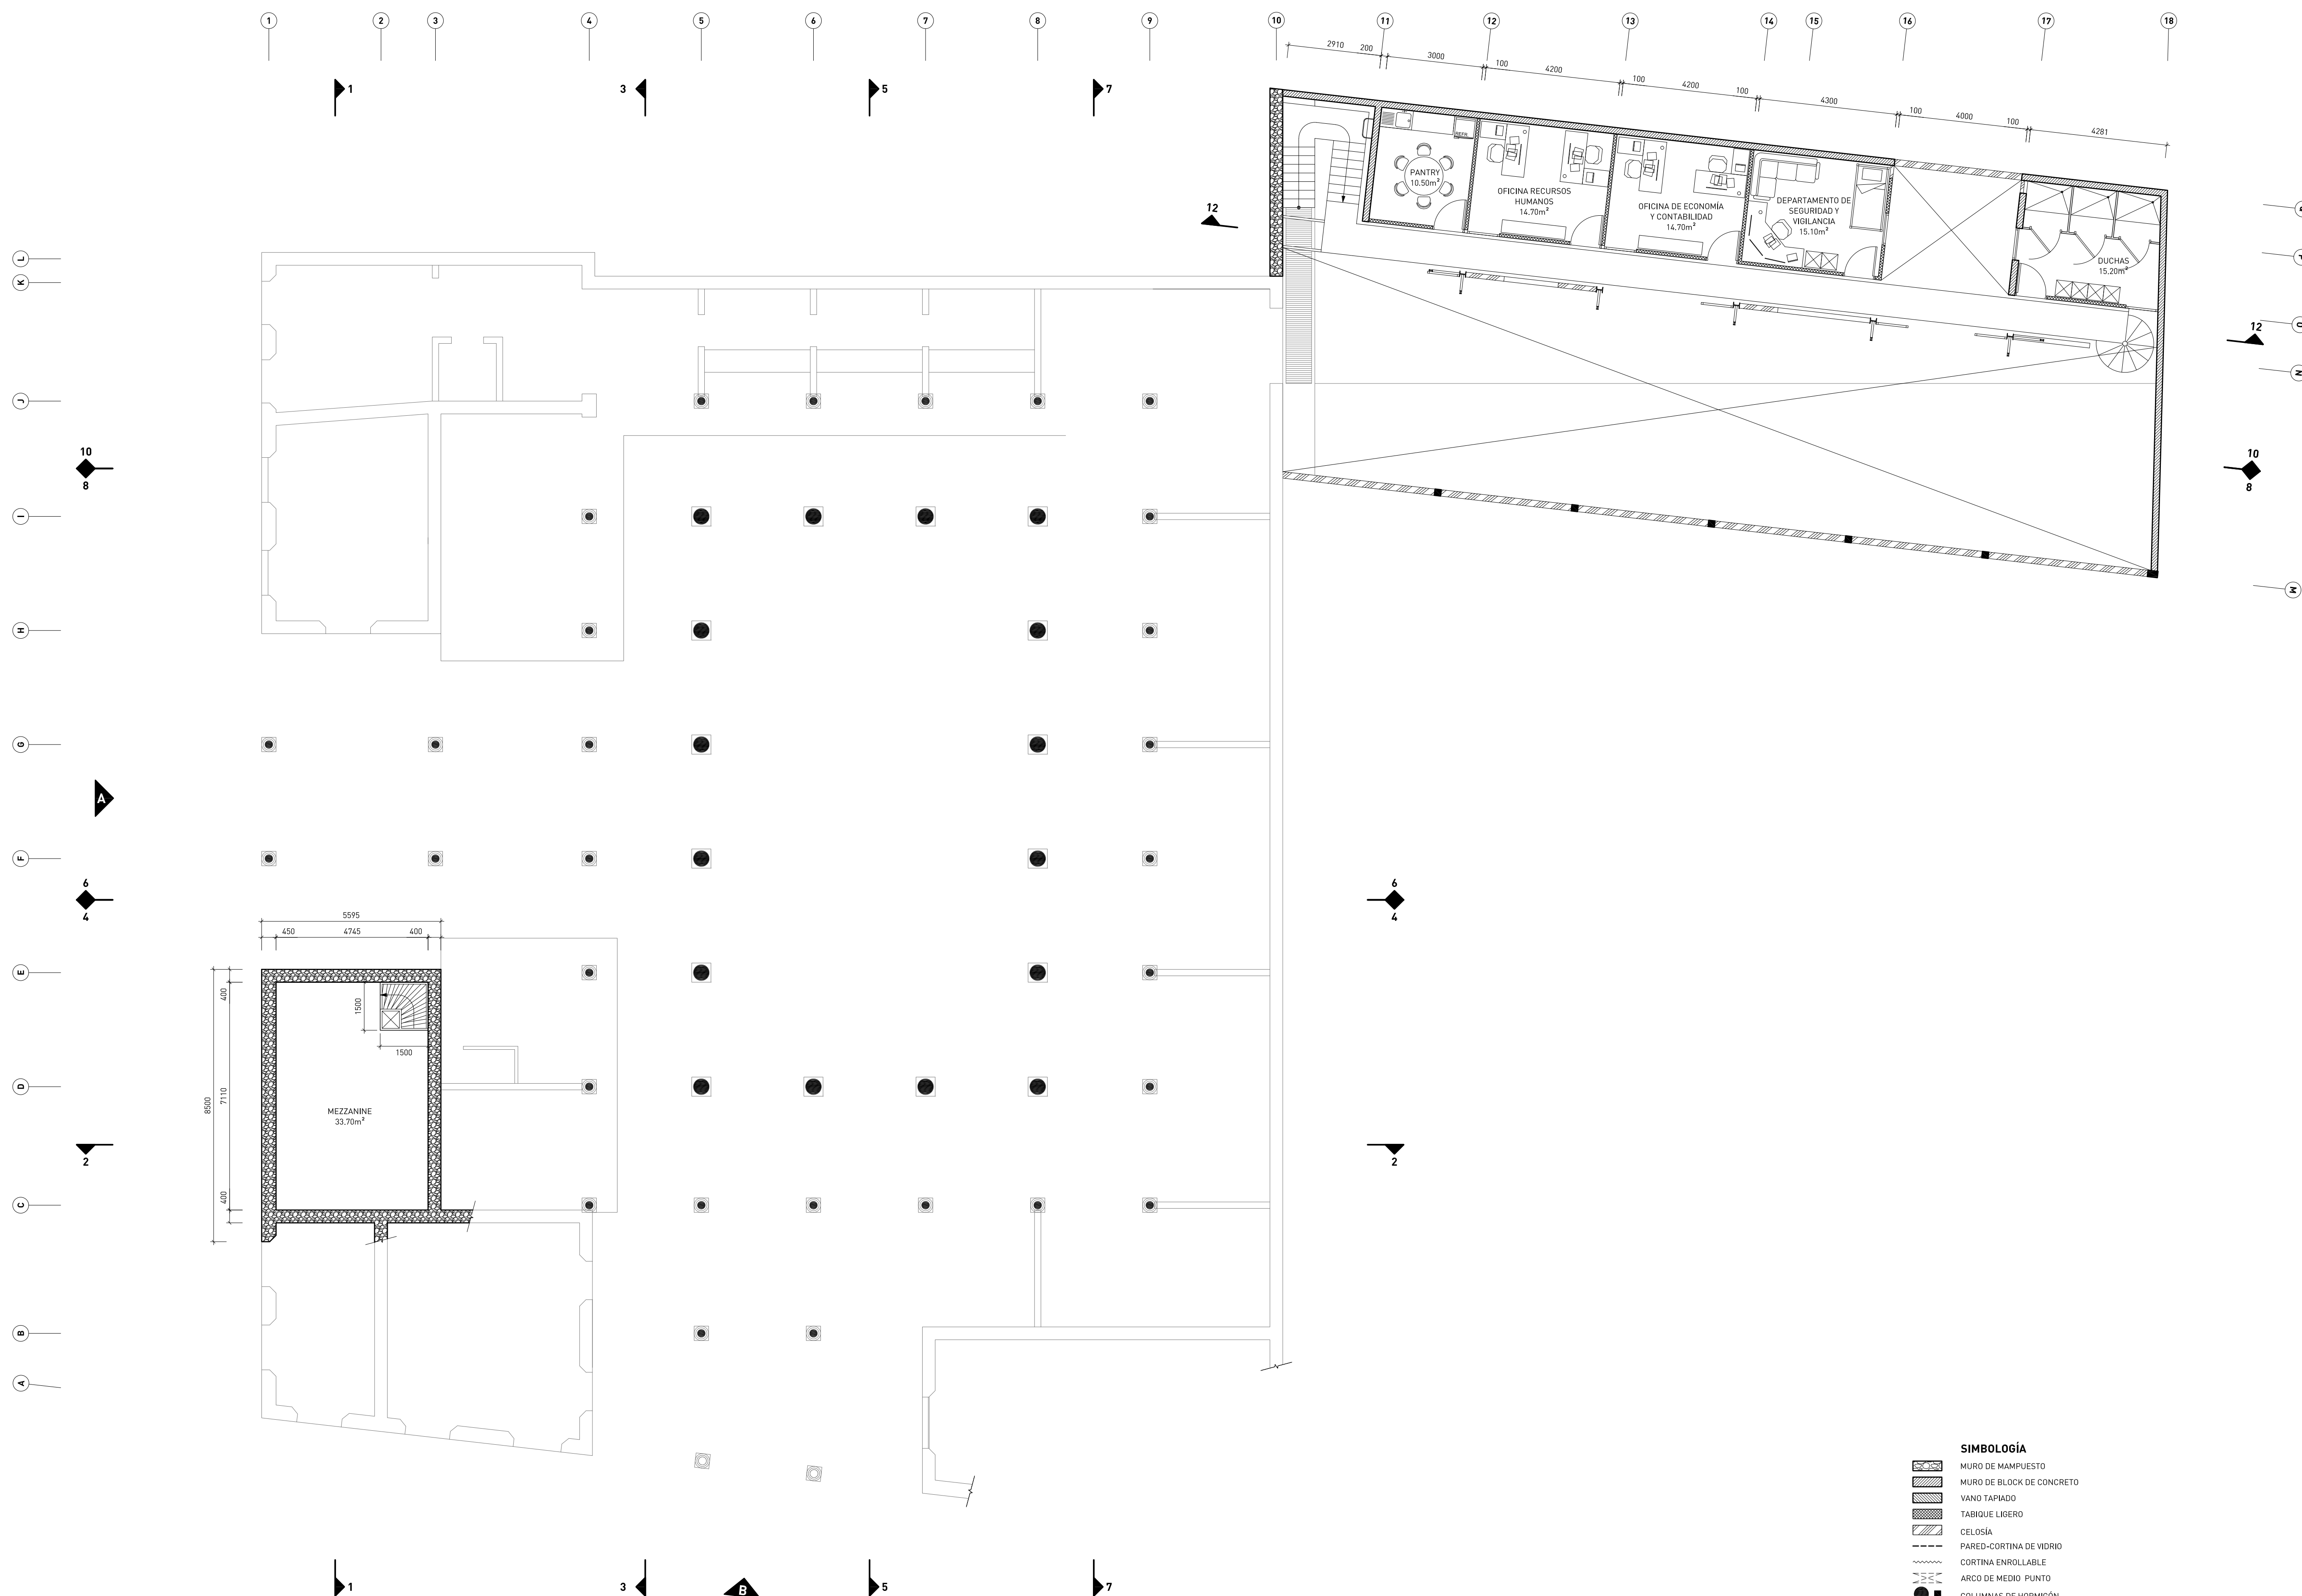 1 2 3 4 5 6 7 8 9 10 11 12 13 14 15 16 17 18
2910 200 3000 100 4200 100 4200 100 4300 100 4000 100 4281
1 3 5 7
REFR.
PANTRY
10.50m²
OFICINA RECURSOS
HUMANOS
14.70m²
OFICINA DE ECONOMÍA
Y CONTABILIDAD
14.70m²
DEPARTAMENTO DE
SEGURIDAD Y
VIGILANCIA
15.10m²
DUCHAS
15.20m²
12
12
L
K
J
10
8
10
8
I
H
G
A
F
6
4
6
4
E
D
2
2
C
B
A
O
N
M
5595
450 4745 400
8500
400
7110
400
1500
1500
MEZZANINE
33.70m²
1 3 B 5 7
SIMBOLOGÍA
MURO DE MAMPUESTO
MURO DE BLOCK DE CONCRETO
VANO TAPIADO
TABIQUE LIGERO
CELOSÍA
PARED-CORTINA DE VIDRIO
CORTINA ENROLLABLE
ARCO DE MEDIO PUNTO
COLUMNAS DE HORMIGÓN